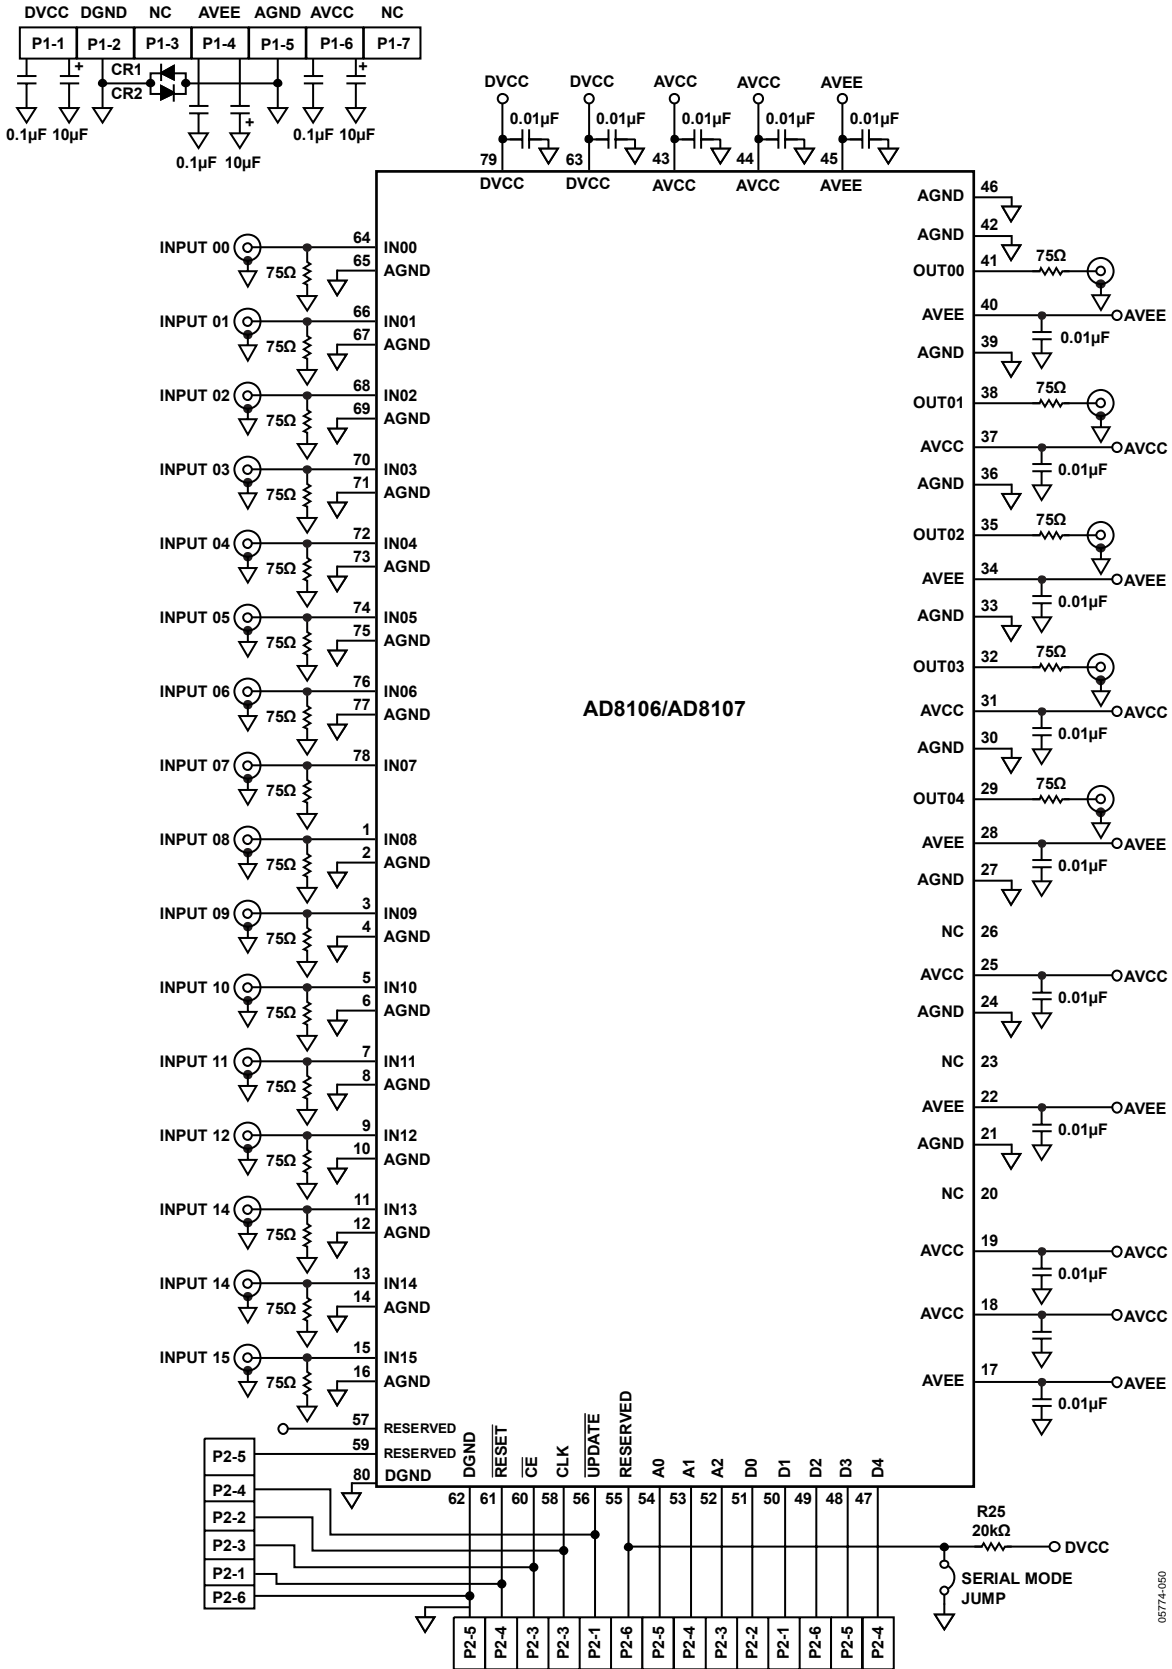 DVCC DGND NC AVEE AGND AVCC NC
P1-1 P1-2 P1-3 P1-4 P1-5 P1-6 P1-7
CR1
CR2
0.1µF 10µF
0.1µF 10µF
0.1µF 10µF
DVCC DVCC AVCC AVCC AVEE
0.01µF 0.01µF 0.01µF 0.01µF 0.01µF
79 63 43 44 45
DVCC DVCC AVCC AVCC AVEE
INPUT 00 75Ω 64 IN00
65 AGND
INPUT 01 75Ω 66 IN01
67 AGND
INPUT 02 75Ω 68 IN02
69 AGND
INPUT 03 75Ω 70 IN03
71 AGND
INPUT 04 75Ω 72 IN04
73 AGND
INPUT 05 75Ω 74 IN05
75 AGND
INPUT 06 75Ω 76 IN06
77 AGND
INPUT 07 75Ω 78 IN07
INPUT 08 75Ω 1 IN08
2 AGND
INPUT 09 75Ω 3 IN09
4 AGND
INPUT 10 75Ω 5 IN10
6 AGND
INPUT 11 75Ω 7 IN11
8 AGND
INPUT 12 75Ω 9 IN12
10 AGND
INPUT 14 75Ω 11 IN13
12 AGND
INPUT 14 75Ω 13 IN14
14 AGND
INPUT 15 75Ω 15 IN15
16 AGND
57 RESERVED
59 RESERVED
80 DGND
AD8106/AD8107
AGND 46
AGND 42
OUT00 41 75Ω
AVEE 40 AVEE
0.01µF
AGND 39
OUT01 38 75Ω
AVCC 37 AVCC
0.01µF
AGND 36
OUT02 35 75Ω
AVEE 34 AVEE
0.01µF
AGND 33
OUT03 32 75Ω
AVCC 31 AVCC
0.01µF
AGND 30
OUT04 29 75Ω
AVEE 28 AVEE
0.01µF
AGND 27
NC 26
AVCC 25 AVCC
0.01µF
AGND 24
NC 23
AVEE 22 AVEE
0.01µF
AGND 21
NC 20
AVCC 19 AVCC
0.01µF
AVCC 18 AVCC
AVEE 17 AVEE
0.01µF
DGND RESET CE CLK UPDATE RESERVED A0 A1 A2 D0 D1 D2 D3 D4
62 61 60 58 56 55 54 53 52 51 50 49 48 47
P2-5
P2-4
P2-2
P2-3
P2-1
P2-6
R25
20kΩ
DVCC
SERIAL MODE
JUMP
P2-5 P2-4 P2-3 P2-3 P2-1 P2-6 P2-5 P2-4 P2-3 P2-2 P2-1 P2-6 P2-5 P2-4
05774-050